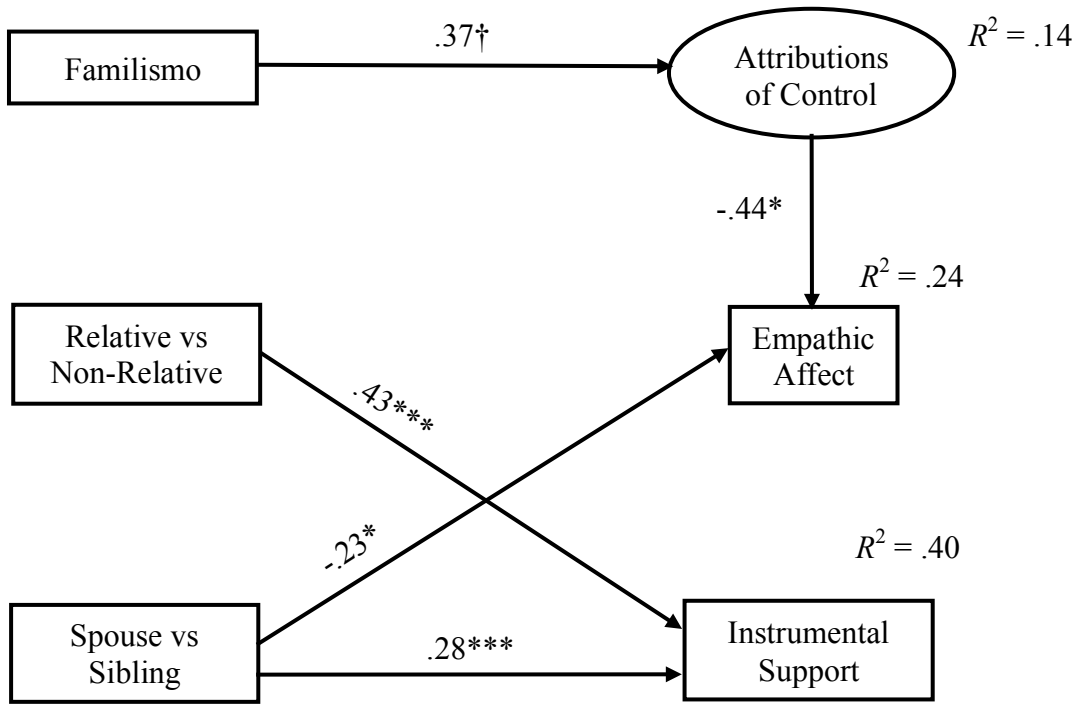 .37†
R² = .14
Familismo
Attributions
of Control
-.44*
R² = .24
Relative vs
Non-Relative
Empathic
Affect
.43***
-.23*
R² = .40
Spouse vs
Sibling
.28***
Instrumental
Support